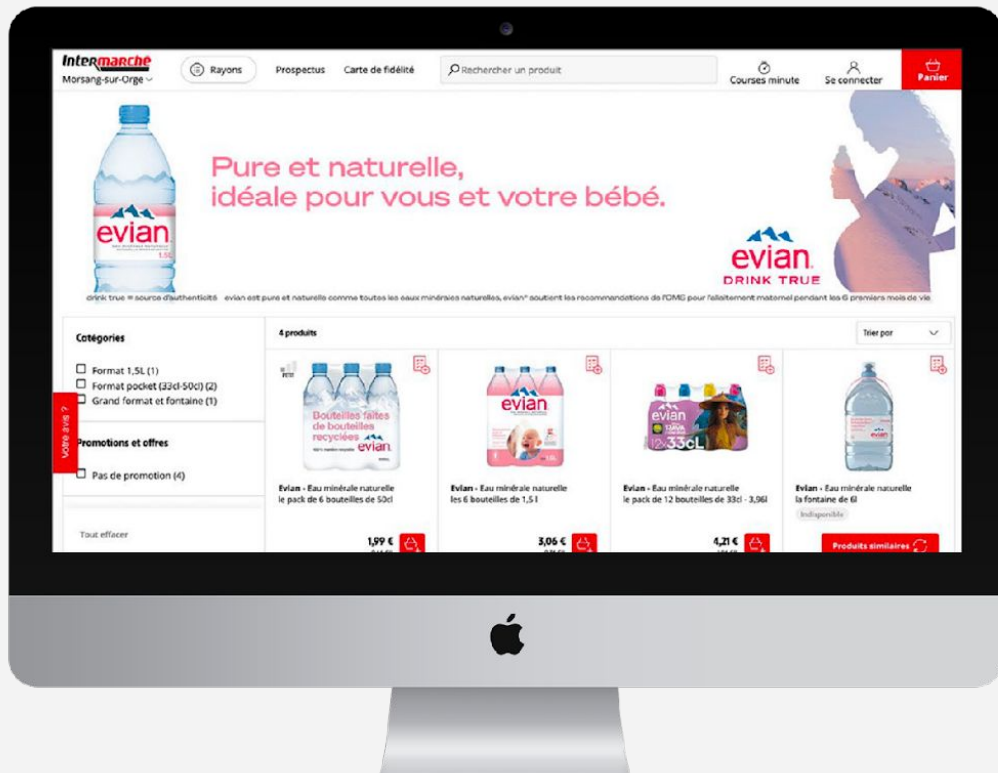 Intermarche
Morsang-sur-Orge
Rayons
Prospectus
Carte de fidélité
Rechercher un produit
Courses minute
Se connecter
Panier
evian
1.5L
Pure et naturelle,
idéale pour vous et votre bébé.
evian
DRINK TRUE
drink true = source d'authenticité evian est pure et naturelle comme toutes les eaux minérales naturelles, evian® soutient les recommandations de l'OMS pour l'allaitement maternel pendant les 6 premiers mois de vie
Catégories
Format 1,5L (1)
Format pocket (33cl-50cl) (2)
Grand format et fontaine (1)
Votre avis ?
Promotions et offres
Pas de promotion (4)
Tout effacer
4 produits
Trier par
PETIT
Bouteilles faites
de bouteilles
recyclées
evian
Evian - Eau minérale naturelle
le pack de 6 bouteilles de 50cl
1,99 €
evian
Evian - Eau minérale naturelle
les 6 bouteilles de 1,5 l
3,06 €
evian
12x33cL
Evian - Eau minérale naturelle
le pack de 12 bouteilles de 33cl - 3,96l
4,21 €
evian
Evian - Eau minérale naturelle
la fontaine de 6l
Indisponible
Produits similaires